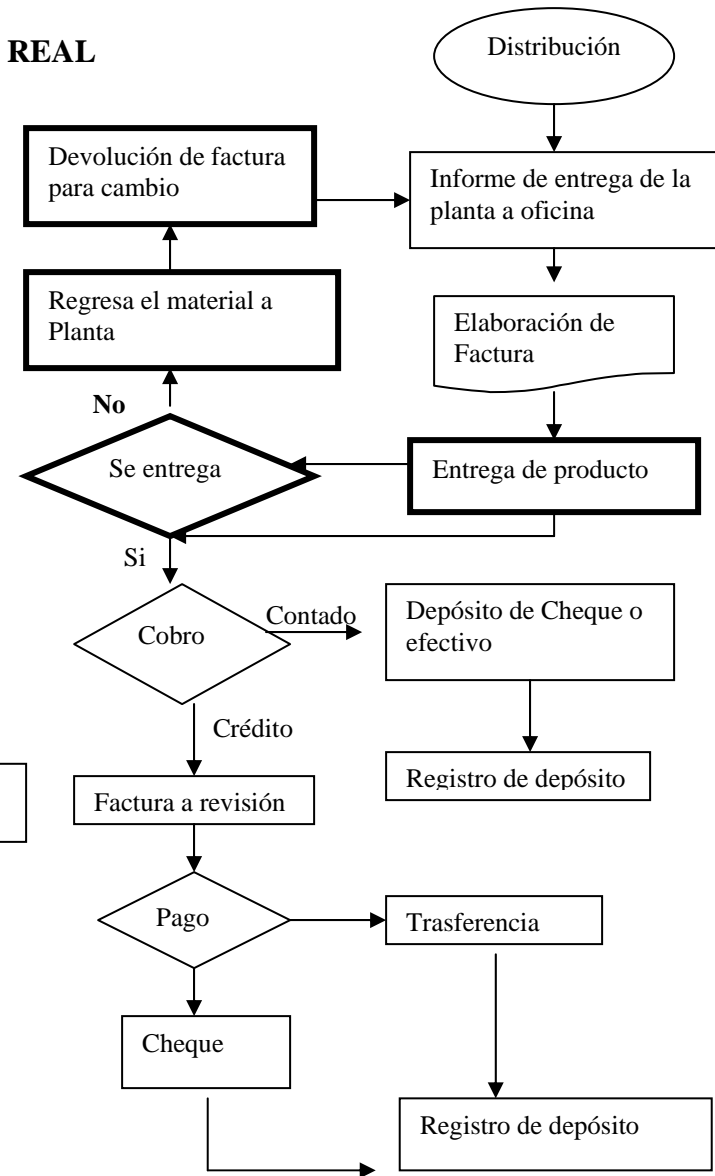 REAL
Distribución
Devolución de factura
para cambio
Informe de entrega de la
planta a oficina
Regresa el material a
Planta
Elaboración de
Factura
No
Se entrega
Entrega de producto
Si
Cobro
Contado
Depósito de Cheque o
efectivo
Crédito
Registro de depósito
Factura a revisión
Pago
Trasferencia
Cheque
Registro de depósito